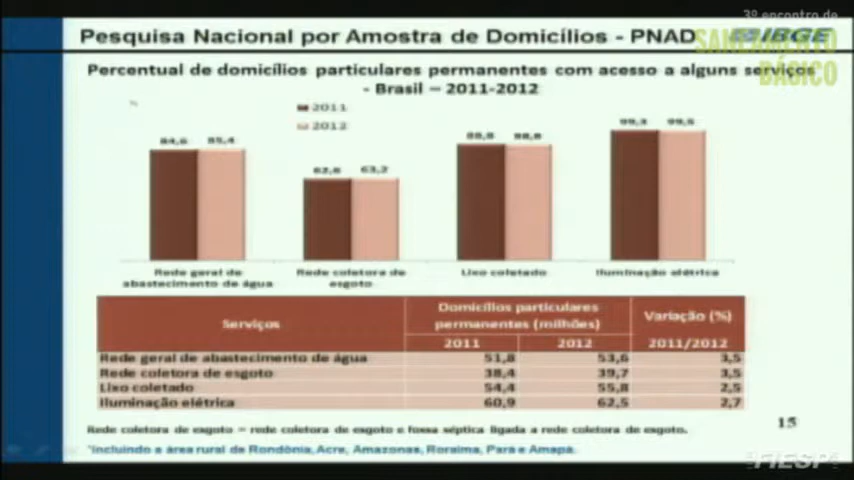 3º encontro de
SANEAMENTO
BÁSICO
Pesquisa Nacional por Amostra de Domicílios - PNAD
IBGE
Percentual de domicílios particulares permanentes com acesso a alguns serviços
- Brasil – 2011-2012
2011
2012
84,6 85,4
62,6 63,2
88,8 88,8
99,3 99,5
Rede geral de
abastecimento de água
Rede coletora de
esgoto
Lixo coletado
Iluminação elétrica
Serviços
Domicílios particulares
permanentes (milhões)
Variação (%)
2011 2012 2011/2012
Rede geral de abastecimento de água 51,8 53,6 3,5
Rede coletora de esgoto 38,4 39,7 3,5
Lixo coletado 54,4 55,8 2,5
Iluminação elétrica 60,9 62,5 2,7
15
Rede coletora de esgoto = rede coletora de esgoto e fossa séptica ligada a rede coletora de esgoto.
*Incluindo a área rural de Rondônia, Acre, Amazonas, Roraima, Pará e Amapá.
FIESP